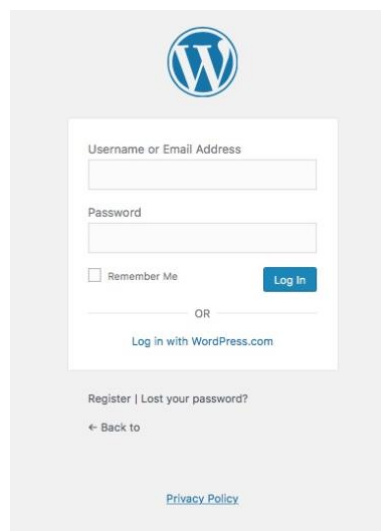 Username or Email Address
Password
Remember Me
Log In
OR
Log in with WordPress.com
Register | Lost your password?
← Back to
Privacy Policy